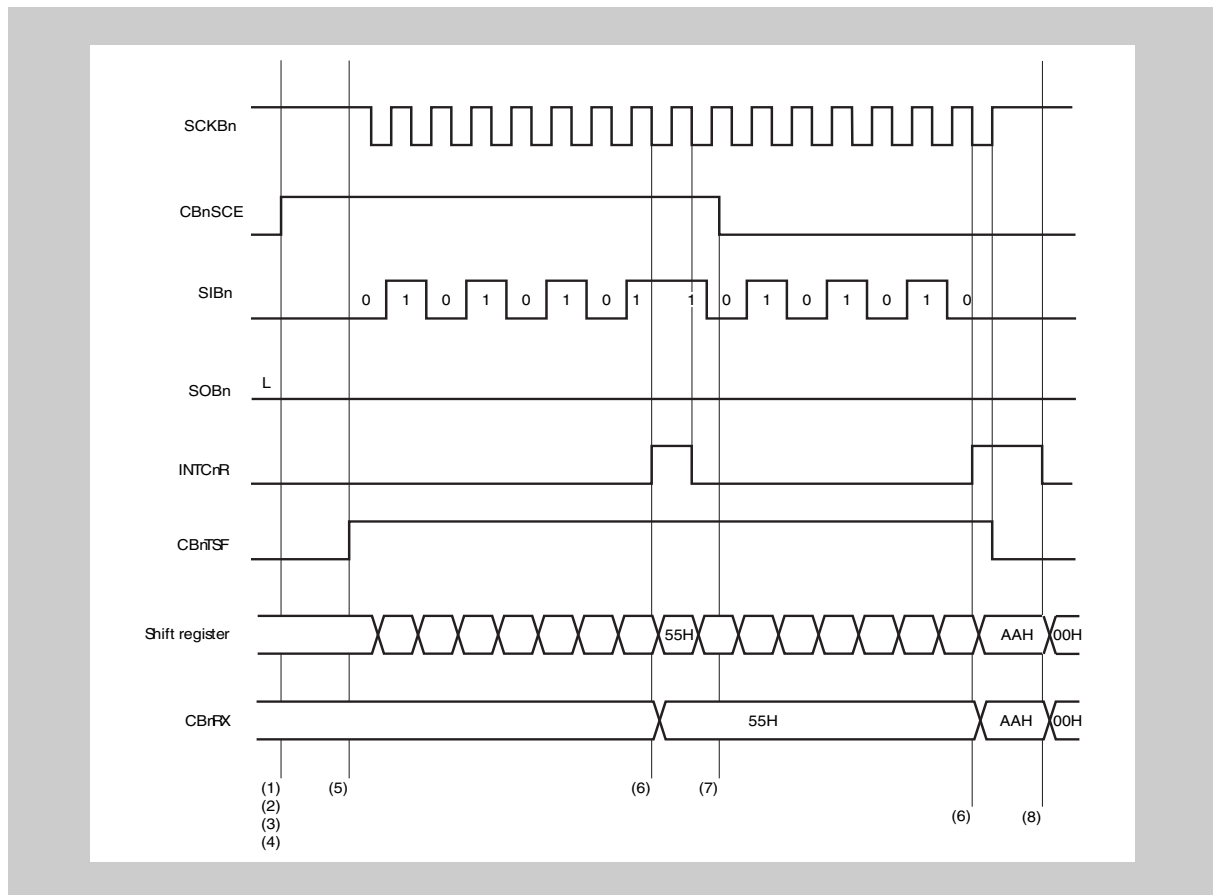 SCKBn
CBnSCE
SIBn
0 1 0 1 0 1 0 1 1 0 1 0 1 0 1 0
SOBn L
INTCnR
CBnTSF
Shift register 55H AAH 00H
CBnRX 55H AAH 00H
(1) (5) (6) (7)
(2)
(3) (6) (8)
(4)